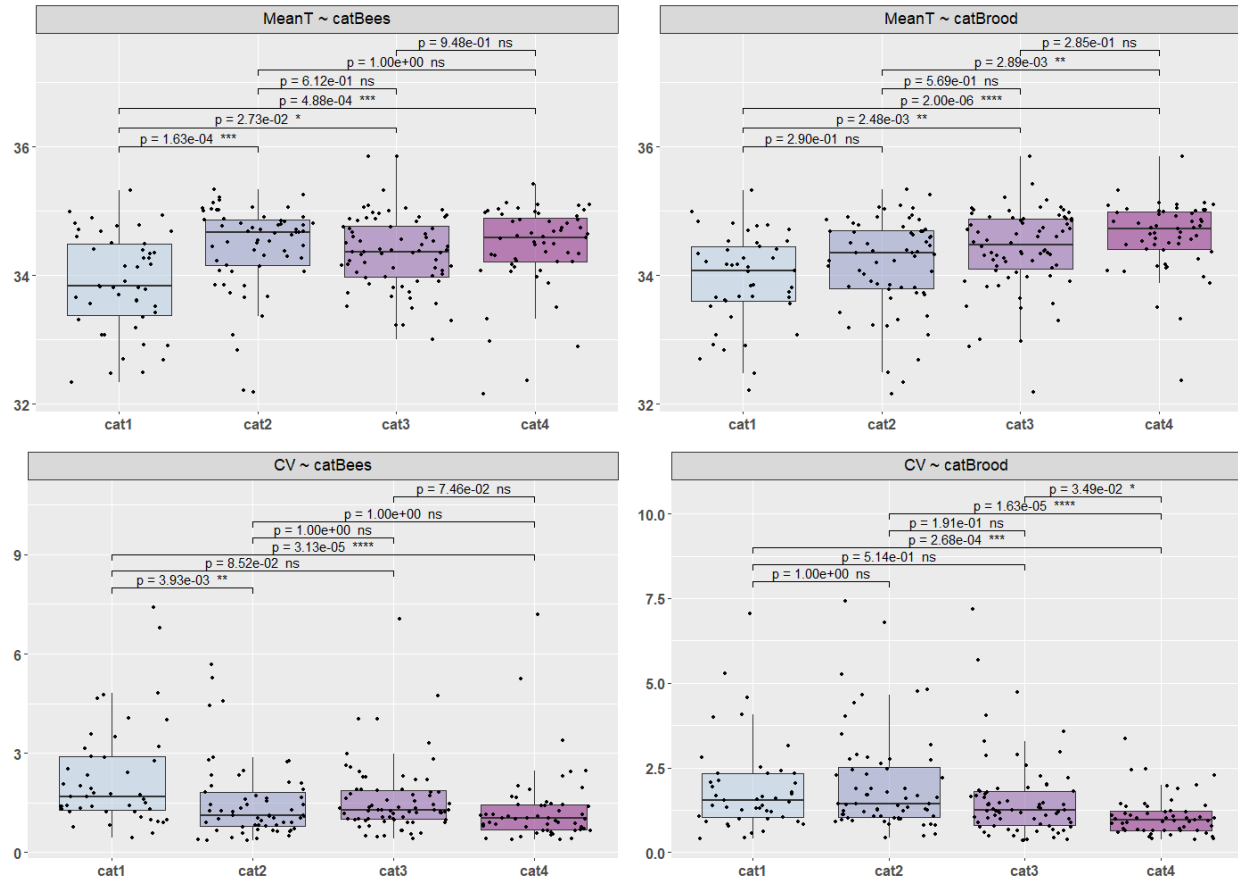 MeanT ~ catBees
p = 9.48e-01 ns
p = 1.00e+00 ns
p = 6.12e-01 ns
p = 4.88e-04 ***
p = 2.73e-02 *
p = 1.63e-04 ***
36
34
32
cat1 cat2 cat3 cat4
MeanT ~ catBrood
p = 2.85e-01 ns
p = 2.89e-03 **
p = 5.69e-01 ns
p = 2.00e-06 ****
p = 2.48e-03 **
p = 2.90e-01 ns
36
34
32
cat1 cat2 cat3 cat4
CV ~ catBees
p = 7.46e-02 ns
p = 1.00e+00 ns
p = 1.00e+00 ns
p = 3.13e-05 ****
p = 8.52e-02 ns
p = 3.93e-03 **
9
6
3
0
cat1 cat2 cat3 cat4
CV ~ catBrood
p = 3.49e-02 *
p = 1.63e-05 ****
p = 1.91e-01 ns
p = 2.68e-04 ***
p = 5.14e-01 ns
p = 1.00e+00 ns
10.0
7.5
5.0
2.5
0.0
cat1 cat2 cat3 cat4